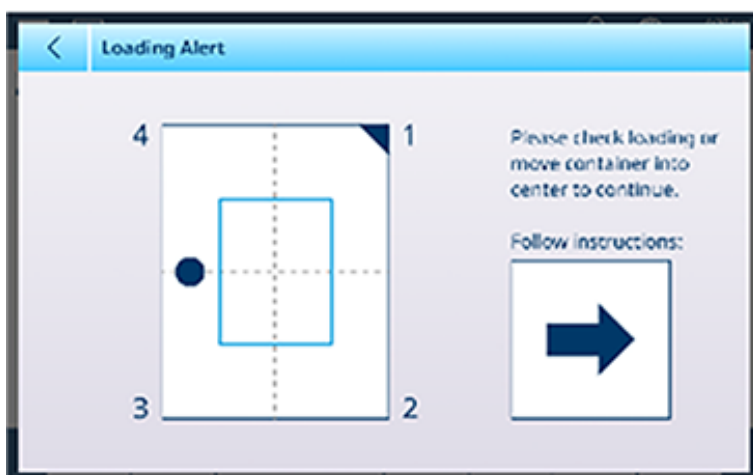 Loading Alert
4
1
Please check loading or
move container into
center to continue.
Follow instructions:
3
2